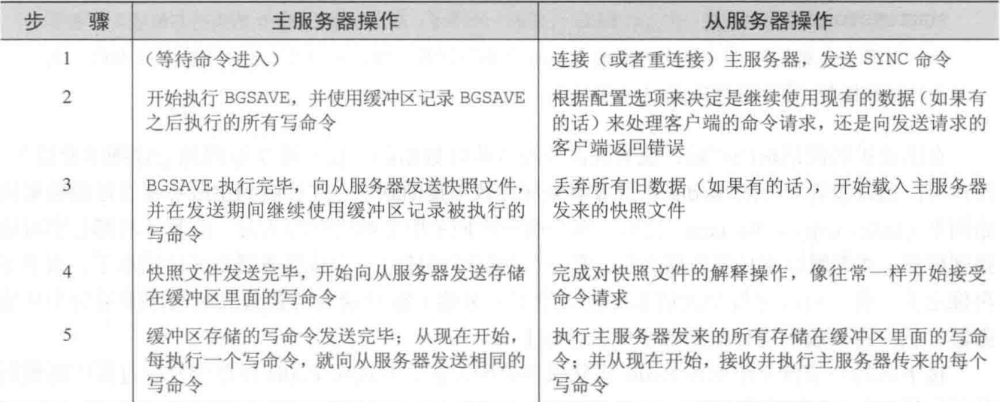 步 骤 主服务器操作 从服务器操作
1 (等待命令进入) 连接(或者重连接)主服务器,发送 SYNC 命令
2 开始执行 BGSAVE,并使用缓冲区记录 BGSAVE 根据配置选项来决定是继续使用现有的数据(如果有
之后执行的所有写命令 的话)来处理客户端的命令请求,还是向发送请求的
客户端返回错误
3 BGSAVE 执行完毕,向从服务器发送快照文件, 丢弃所有旧数据(如果有的话),开始载入主服务器
并在发送期间继续使用缓冲区记录被执行的 发来的快照文件
写命令
4 快照文件发送完毕,开始向从服务器发送存储 完成对快照文件的解释操作,像往常一样开始接受
在缓冲区里面的写命令 命令请求
5 缓冲区存储的写命令发送完毕;从现在开始, 执行主服务器发来的所有存储在缓冲区里面的写命
每执行一个写命令,就向从服务器发送相同的 令;并从现在开始,接收并执行主服务器传来的每个
写命令 写命令